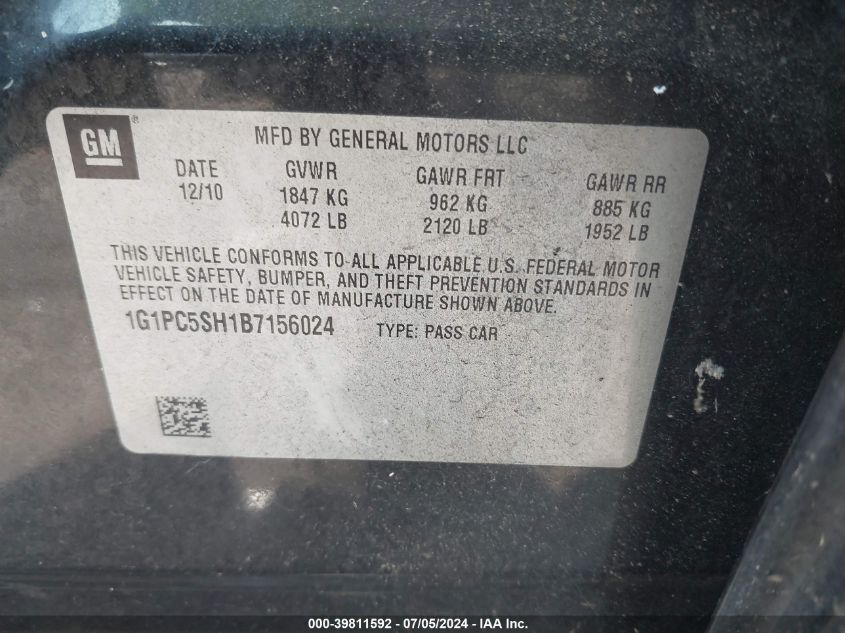 GM ®
MFD BY GENERAL MOTORS LLC
DATE GVWR GAWR FRT GAWR RR
12/10 1847 KG 962 KG 885 KG
4072 LB 2120 LB 1952 LB
THIS VEHICLE CONFORMS TO ALL APPLICABLE U.S. FEDERAL MOTOR
VEHICLE SAFETY, BUMPER, AND THEFT PREVENTION STANDARDS IN
EFFECT ON THE DATE OF MANUFACTURE SHOWN ABOVE.
1G1PC5SH1B7156024 TYPE: PASS CAR
000-39811592 - 07/05/2024 - IAA Inc.